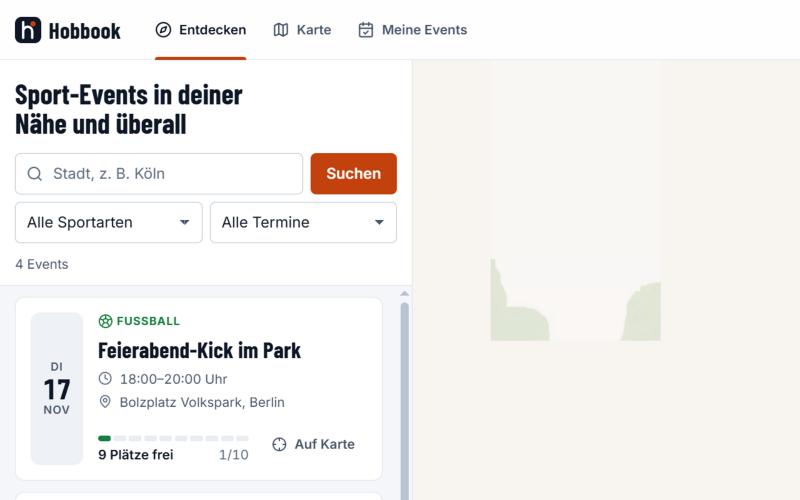 Hobbook
Entdecken
Karte
Meine Events
Sport-Events in deiner
Nähe und überall
Stadt, z. B. Köln
Suchen
Alle Sportarten
Alle Termine
4 Events
DI
17
NOV
FUSSBALL
Feierabend-Kick im Park
18:00–20:00 Uhr
Bolzplatz Volkspark, Berlin
9 Plätze frei
1/10
Auf Karte